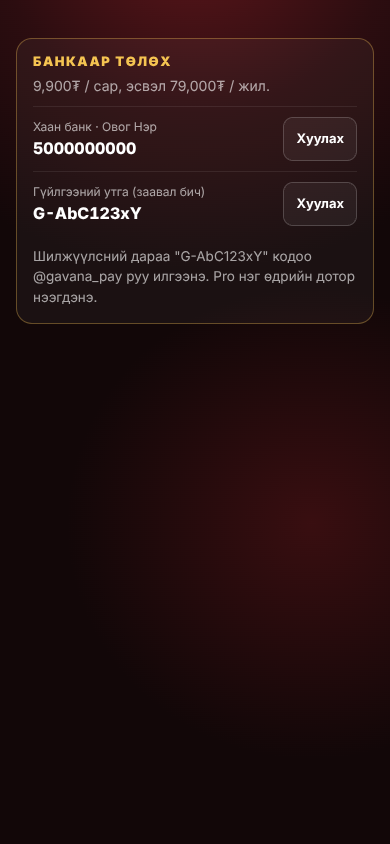 БАНКААР ТӨЛӨХ
9,900₮ / сар, эсвэл 79,000₮ / жил.
Хаан банк · Овог Нэр
5000000000
Хуулах
Гүйлгээний утга (заавал бич)
G-AbC123xY
Хуулах
Шилжүүлсний дараа "G-AbC123xY" кодоо
@gavana_pay руу илгээнэ. Pro нэг өдрийн дотор
нээгдэнэ.